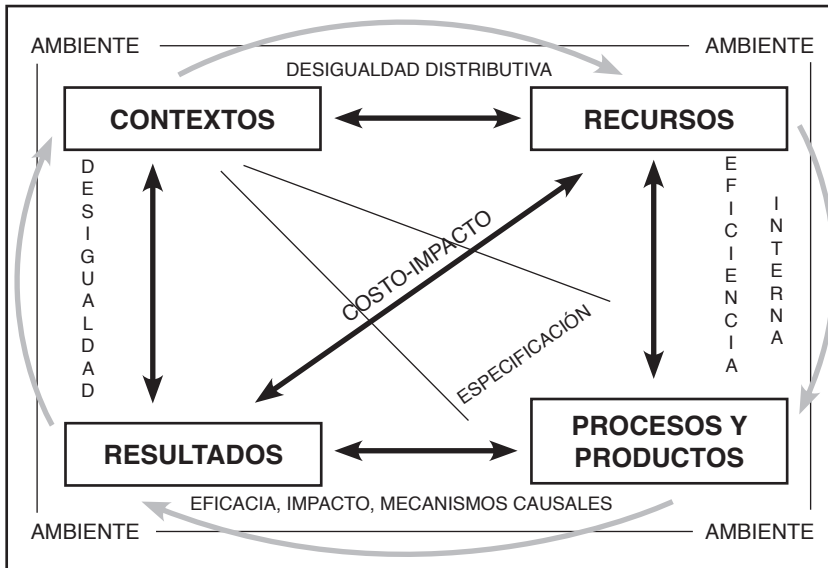 AMBIENTE AMBIENTE
DESIGUALDAD DISTRIBUTIVA
CONTEXTOS RECURSOS
DESIGUALDAD
COSTO-IMPACTO
EFICIENCIA
INTERNA
ESPECIFICACIÓN
RESULTADOS
PROCESOS Y
PRODUCTOS
EFICACIA, IMPACTO, MECANISMOS CAUSALES
AMBIENTE AMBIENTE